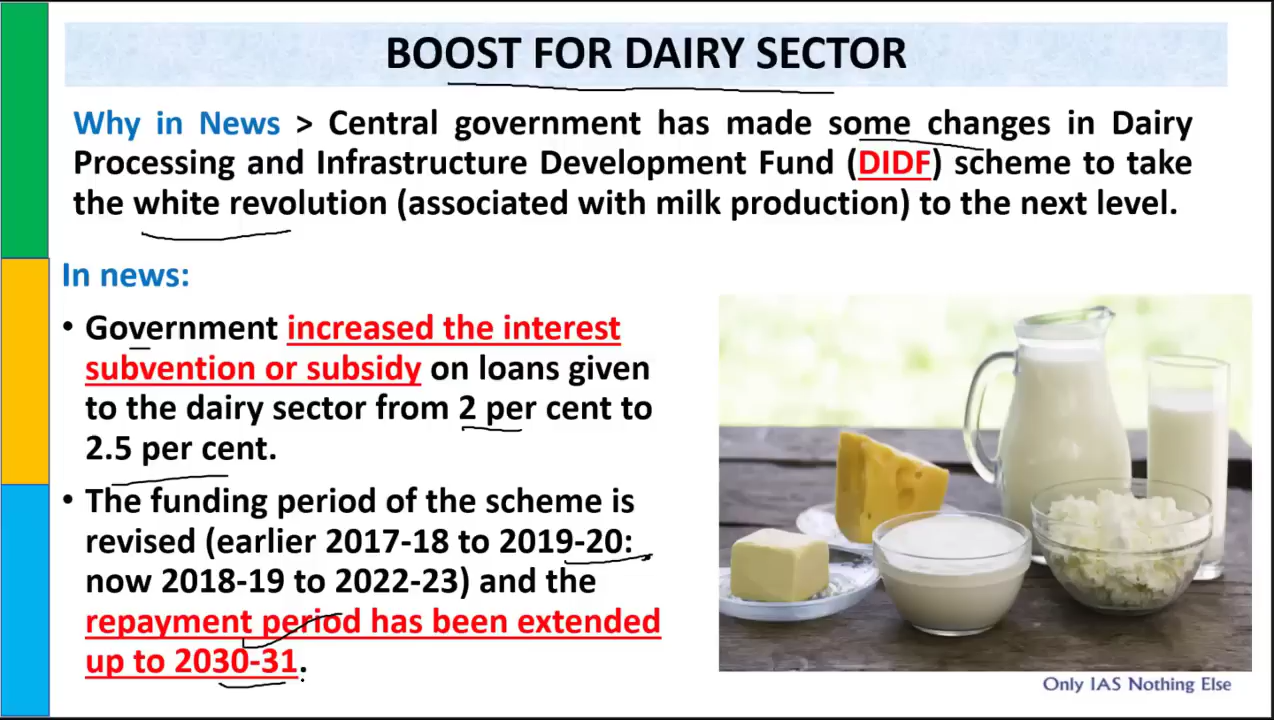 BOOST FOR DAIRY SECTOR
Why in News > Central government has made some changes in Dairy
Processing and Infrastructure Development Fund (DIDF) scheme to take
the white revolution (associated with milk production) to the next level.
In news:
• Government increased the interest
subvention or subsidy on loans given
to the dairy sector from 2 per cent to
2.5 per cent.
• The funding period of the scheme is
revised (earlier 2017-18 to 2019-20:
now 2018-19 to 2022-23) and the
repayment period has been extended
up to 2030-31.
Only IAS Nothing Else